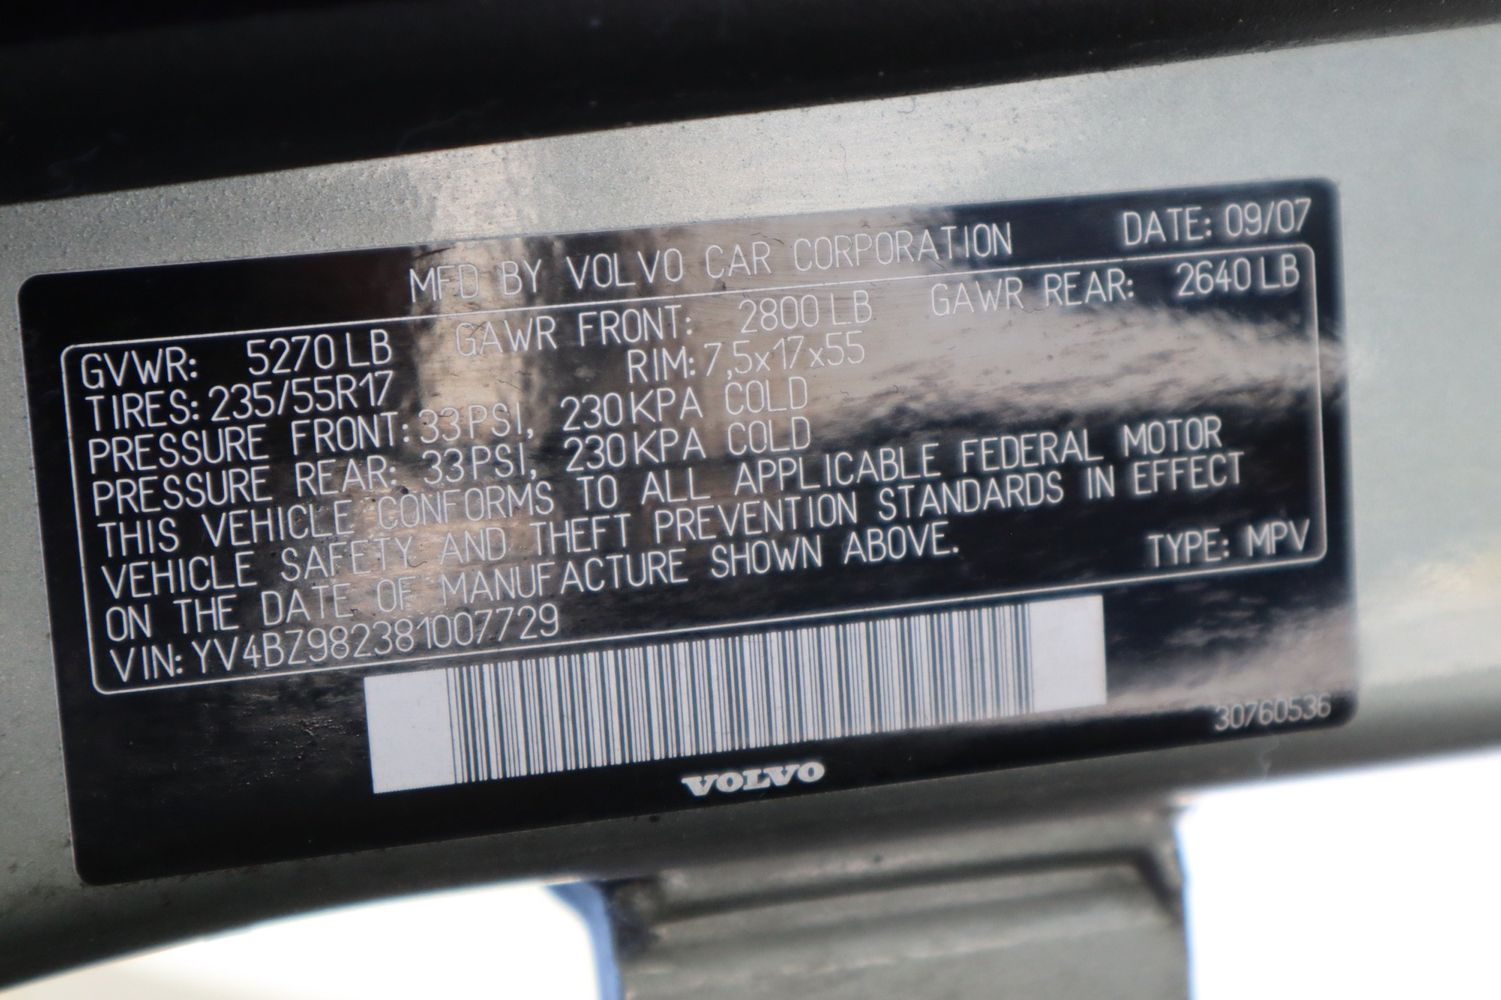 MFD BY VOLVO CAR CORPORATION DATE: 09/07
GVWR: 5270 LB GAWR FRONT: 2800 LB GAWR REAR: 2640 LB
TIRES: 235/55R17 RIM: 7,5x17x55
PRESSURE FRONT: 33 PSI, 230 KPA COLD
PRESSURE REAR: 33 PSI, 230 KPA COLD
THIS VEHICLE CONFORMS TO ALL APPLICABLE FEDERAL MOTOR
VEHICLE SAFETY AND THEFT PREVENTION STANDARDS IN EFFECT
ON THE DATE OF MANUFACTURE SHOWN ABOVE. TYPE: MPV
VIN: YV4BZ982381007729
30760536
VOLVO